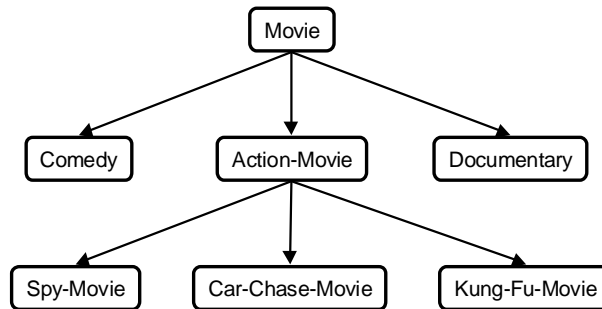 Movie
Comedy
Action-Movie
Documentary
Spy-Movie
Car-Chase-Movie
Kung-Fu-Movie